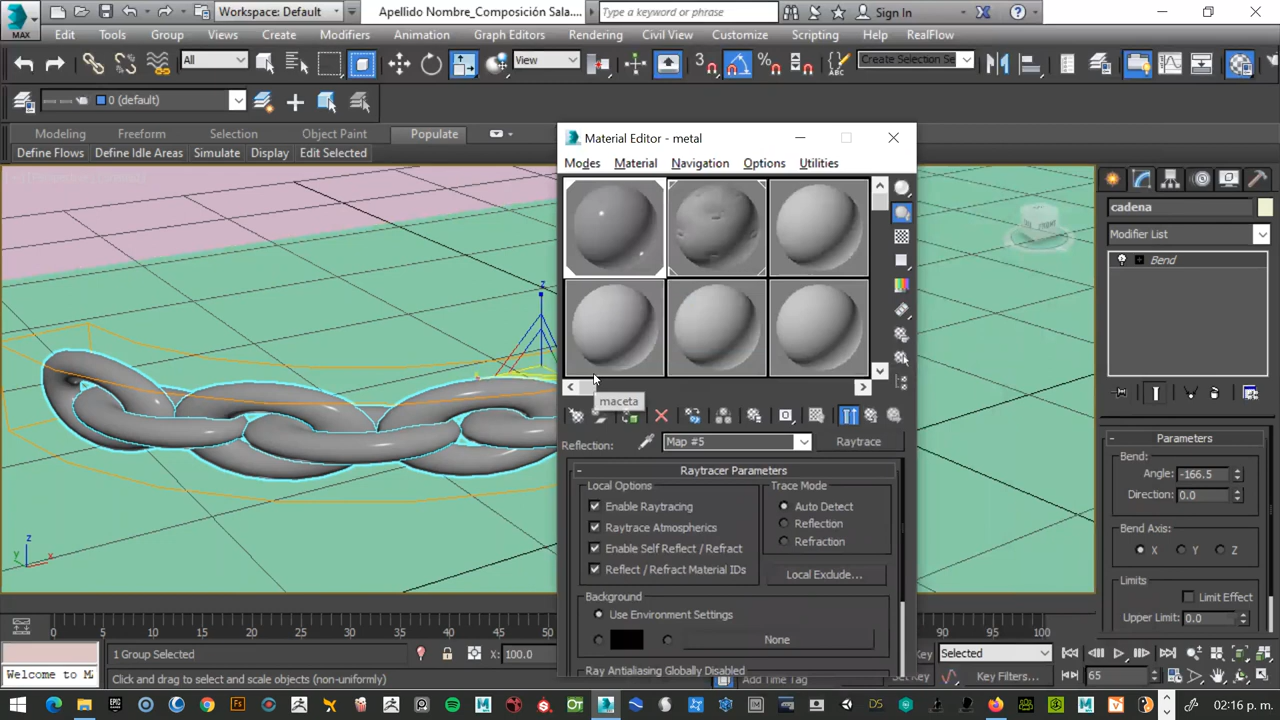 Workspace: Default
Apellido Nombre_Composición Sala....
Type a keyword or phrase
Sign In
MAX
Edit Tools Group Views Create Modifiers Animation Graph Editors Rendering Civil View Customize Scripting Help RealFlow
All
View
Create Selection Se
0 (default)
Modeling Freeform Selection Object Paint Populate
Define Flows Define Idle Areas Simulate Display Edit Selected
Material Editor - metal
Modes Material Navigation Options Utilities
maceta
Reflection:
Map #5
Raytrace
Raytracer Parameters
Local Options
Enable Raytracing
Raytrace Atmospherics
Enable Self Reflect / Refract
Reflect / Refract Material IDs
Trace Mode
Auto Detect
Reflection
Refraction
Local Exclude...
Background
Use Environment Settings
None
Ray Antialiasing Globally Disabled
cadena
Modifier List
Bend
Parameters
Bend:
Angle: -166.5
Direction: 0.0
Bend Axis:
X Y Z
Limits
Limit Effect
Upper Limit: 0.0
FRONT
z
z
x
y
0 5 10 15 20 25 30 35 40 45 50
90 95 100
1 Group Selected
X: 100.0
Key
Selected
Welcome to M
Click and drag to select and scale objects (non-uniformly)
Add Time Tag
Set Key
Key Filters...
65
02:16 p. m.